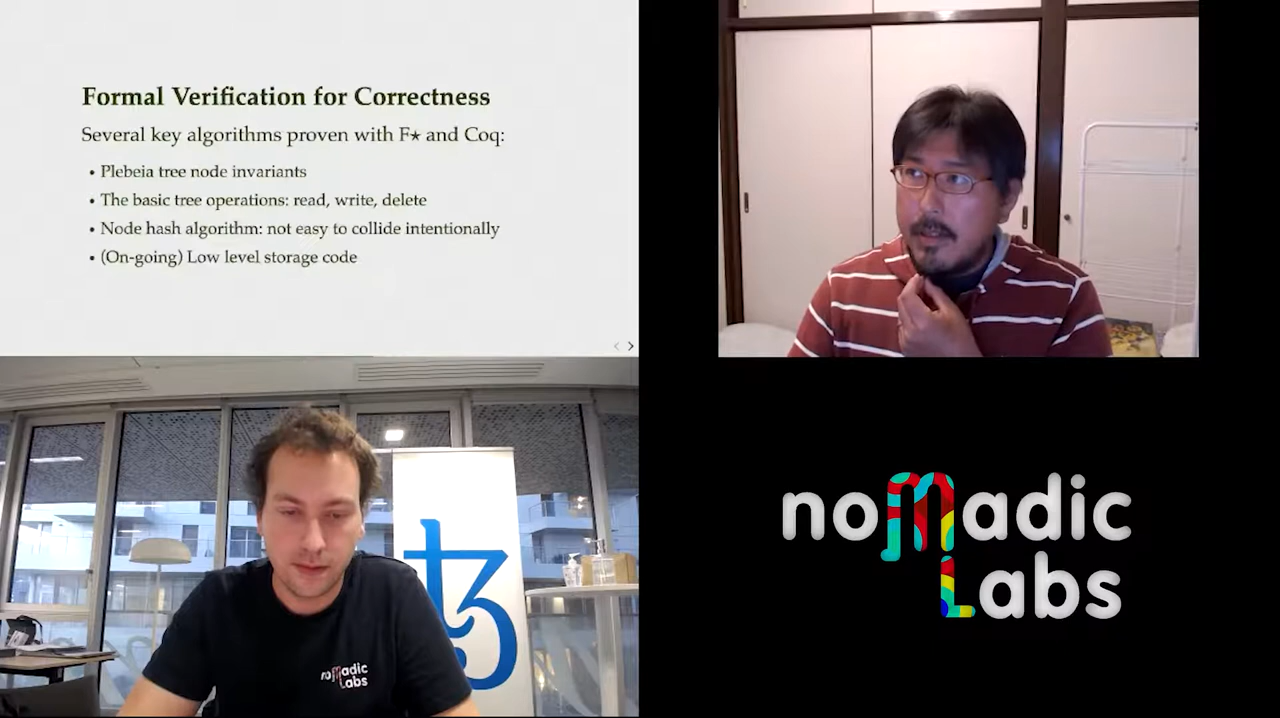 Formal Verification for Correctness
Several key algorithms proven with F★ and Coq:
• Plebeia tree node invariants
• The basic tree operations: read, write, delete
• Node hash algorithm: not easy to collide intentionally
• (On-going) Low level storage code
noMadic
Labs
noMadic
Labs